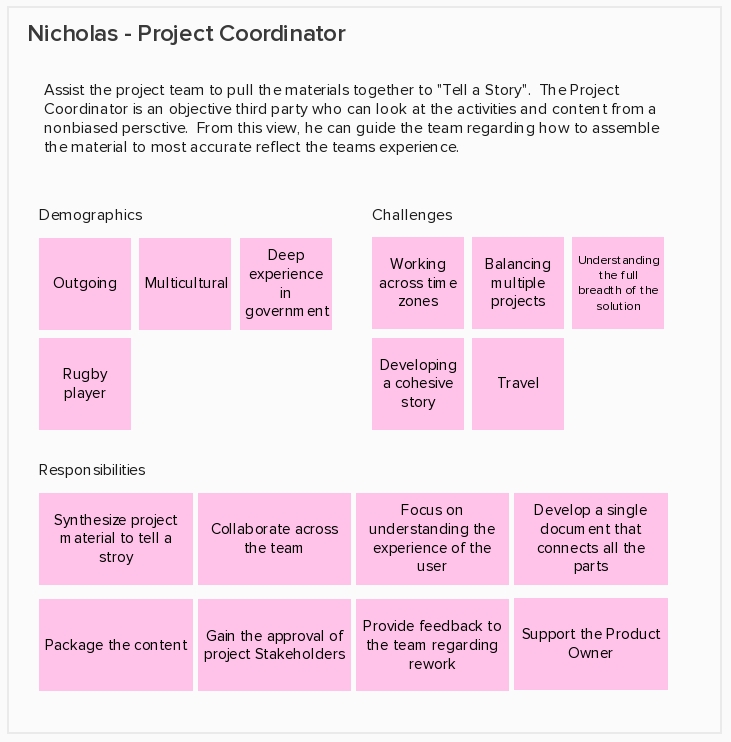 Nicholas - Project Coordinator
Assist the project team to pull the materials together to "Tell a Story".  The Project
Coordinator is an objective third party who can look at the activities and content from a
nonbiased persctive.  From this view, he can guide the team regarding how to assemble
the material to most accurate reflect the teams experience.
Demographics
Outgoing
Multicultural
Deep
experience
in
government
Rugby
player
Challenges
Working
across time
zones
Balancing
multiple
projects
Understanding
the full
breadth of the
solution
Developing
a cohesive
story
Travel
Responsibilities
Synthesize project
material to tell a
stroy
Collaborate across
the team
Focus on
understanding the
experience of the
user
Develop a single
document that
connects all the
parts
Package the content
Gain the approval of
project Stakeholders
Provide feedback to
the team regarding
rework
Support the Product
Owner